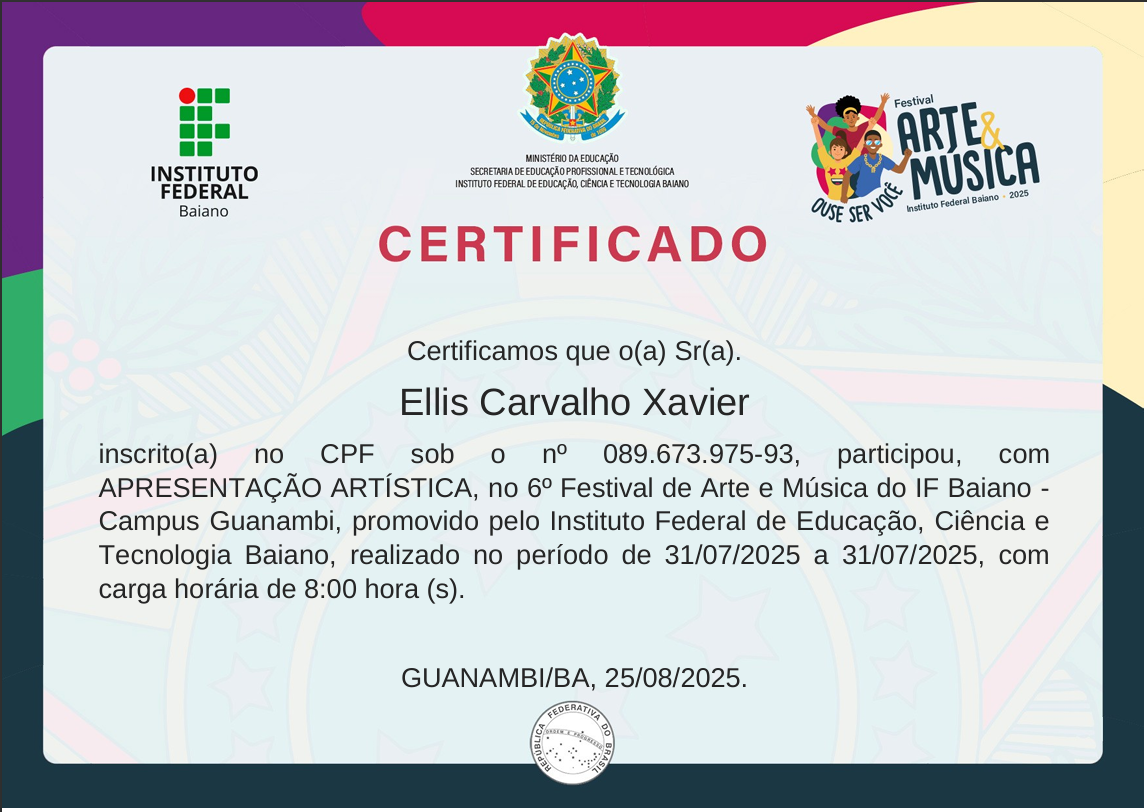 INSTITUTO
FEDERAL
Baiano
REPÚBLICA FEDERATIVA DO BRASIL
MINISTÉRIO DA EDUCAÇÃO
SECRETARIA DE EDUCAÇÃO PROFISSIONAL E TECNOLÓGICA
INSTITUTO FEDERAL DE EDUCAÇÃO, CIÊNCIA E TECNOLOGIA BAIANO
Festival
ARTE &
MÚSICA
OUSE SER VOCÊ
Instituto Federal Baiano • 2025
CERTIFICADO
Certificamos que o(a) Sr(a).
Ellis Carvalho Xavier
inscrito(a) no CPF sob o nº 089.673.975-93, participou, com
APRESENTAÇÃO ARTÍSTICA, no 6º Festival de Arte e Música do IF Baiano -
Campus Guanambi, promovido pelo Instituto Federal de Educação, Ciência e
Tecnologia Baiano, realizado no período de 31/07/2025 a 31/07/2025, com
carga horária de 8:00 hora (s).
GUANAMBI/BA, 25/08/2025.
REPÚBLICA FEDERATIVA DO BRASIL
ORDEM E PROGRESSO